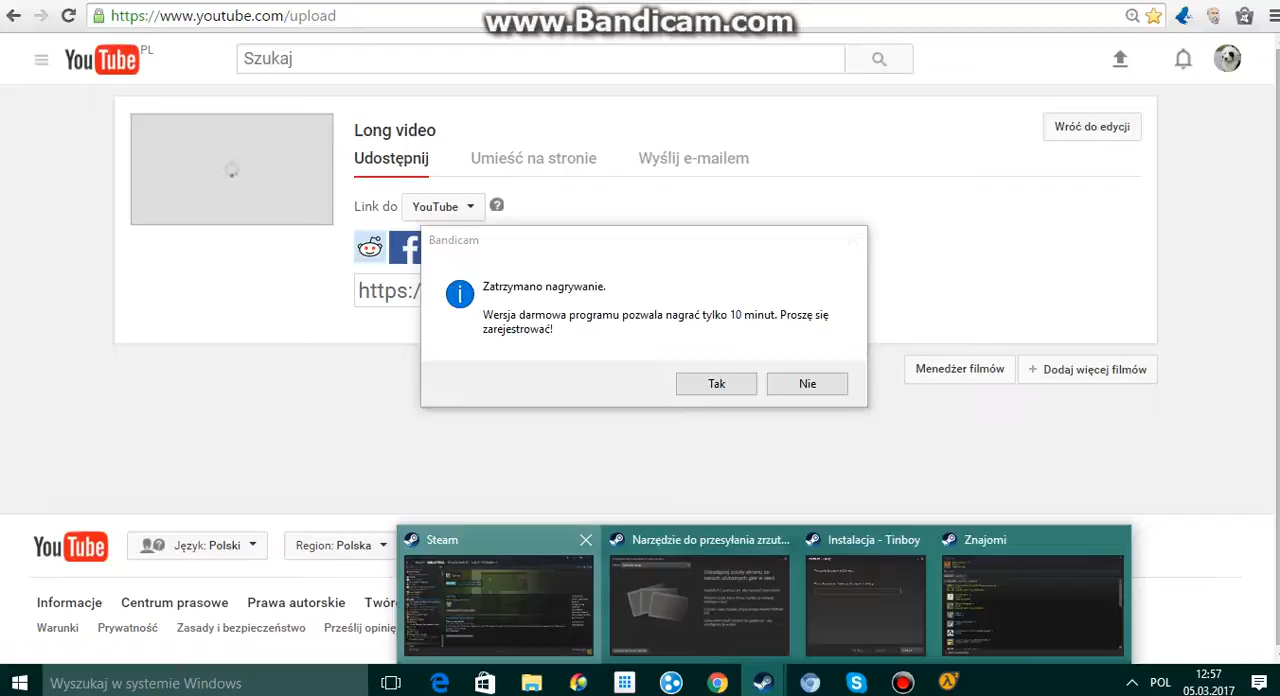 https://www.youtube.com/upload
www.Bandicam.com
YouTube PL
Szukaj
Long video
Wróć do edycji
Udostępnij
Umieść na stronie
Wyślij e-mailem
Link do
YouTube
https:/
Bandicam
Zatrzymano nagrywanie.
Wersja darmowa programu pozwala nagrać tylko 10 minut. Proszę się
zarejestrować!
Tak
Nie
Menedżer filmów
+ Dodaj więcej filmów
YouTube
Język: Polski
Region: Polska
Informacje
Centrum prasowe
Prawa autorskie
Twórc
Warunki
Prywatność
Zasady i bezpieczeństwo
Prześlij opinię
Steam
Narzędzie do przesyłania zrzut...
Instalacja - Tinboy
Znajomi
Wyszukaj w systemie Windows
POL
12:57
05.03.2017